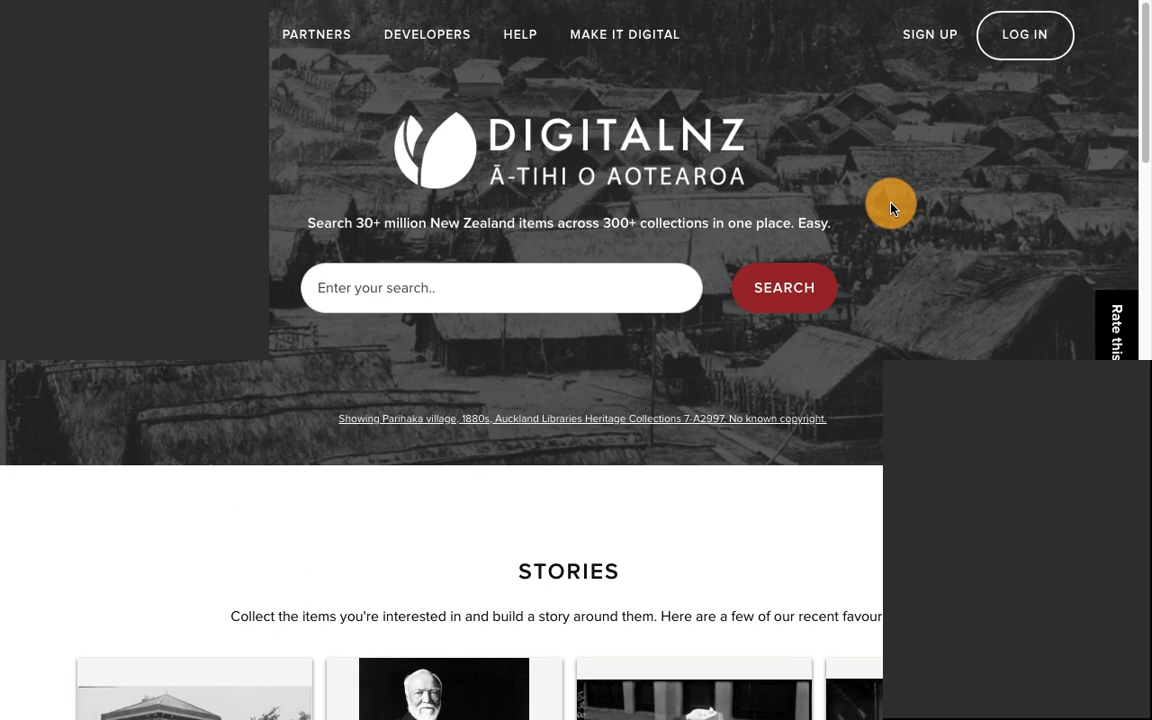 PARTNERS DEVELOPERS HELP MAKE IT DIGITAL SIGN UP LOG IN
DIGITALNZ
Ā-TIHI O AOTEAROA
Search 30+ million New Zealand items across 300+ collections in one place. Easy.
Enter your search.. SEARCH
Rate this
Showing Parihaka village, 1880s, Auckland Libraries Heritage Collections 7-A2997. No known copyright.
STORIES
Collect the items you're interested in and build a story around them. Here are a few of our recent favour